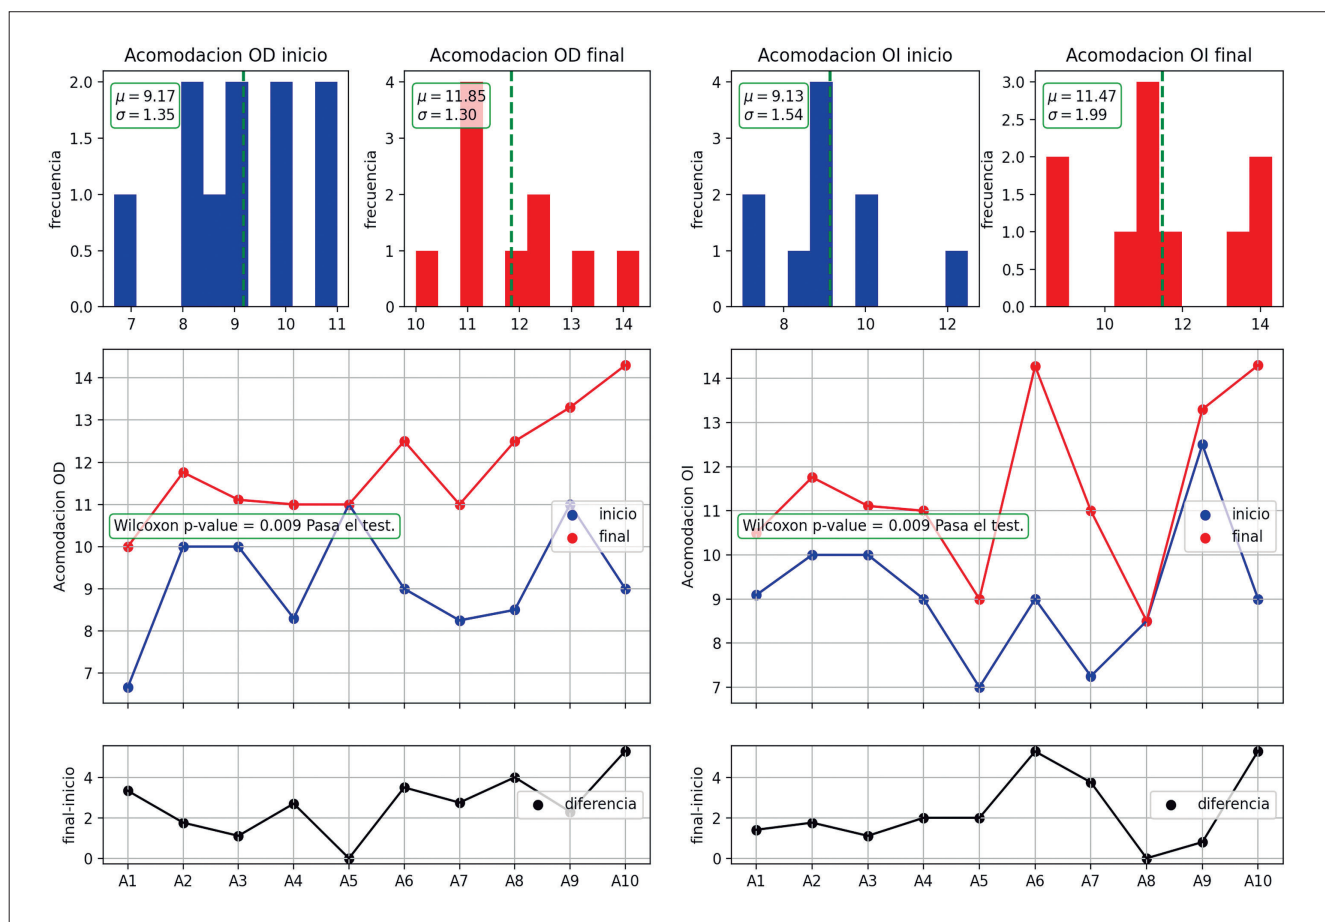 Acomodacion OD inicio
μ = 9.17
σ = 1.35
frecuencia
2.0
1.5
1.0
0.5
0.0
7 8 9 10 11
Acomodacion OD final
μ = 11.85
σ = 1.30
frecuencia
4
3
2
1
0
10 11 12 13 14
Acomodacion OI inicio
μ = 9.13
σ = 1.54
frecuencia
4
3
2
1
0
8 10 12
Acomodacion OI final
μ = 11.47
σ = 1.99
frecuencia
3.0
2.5
2.0
1.5
1.0
0.5
0.0
10 12 14
Acomodacion OD
14
13
12
11
10
9
8
7
Wilcoxon p-value = 0.009 Pasa el test.
inicio
final
Acomodacion OI
14
13
12
11
10
9
8
7
Wilcoxon p-value = 0.009 Pasa el test.
inicio
final
final-inicio
4
2
0
diferencia
A1 A2 A3 A4 A5 A6 A7 A8 A9 A10
final-inicio
4
2
0
diferencia
A1 A2 A3 A4 A5 A6 A7 A8 A9 A10